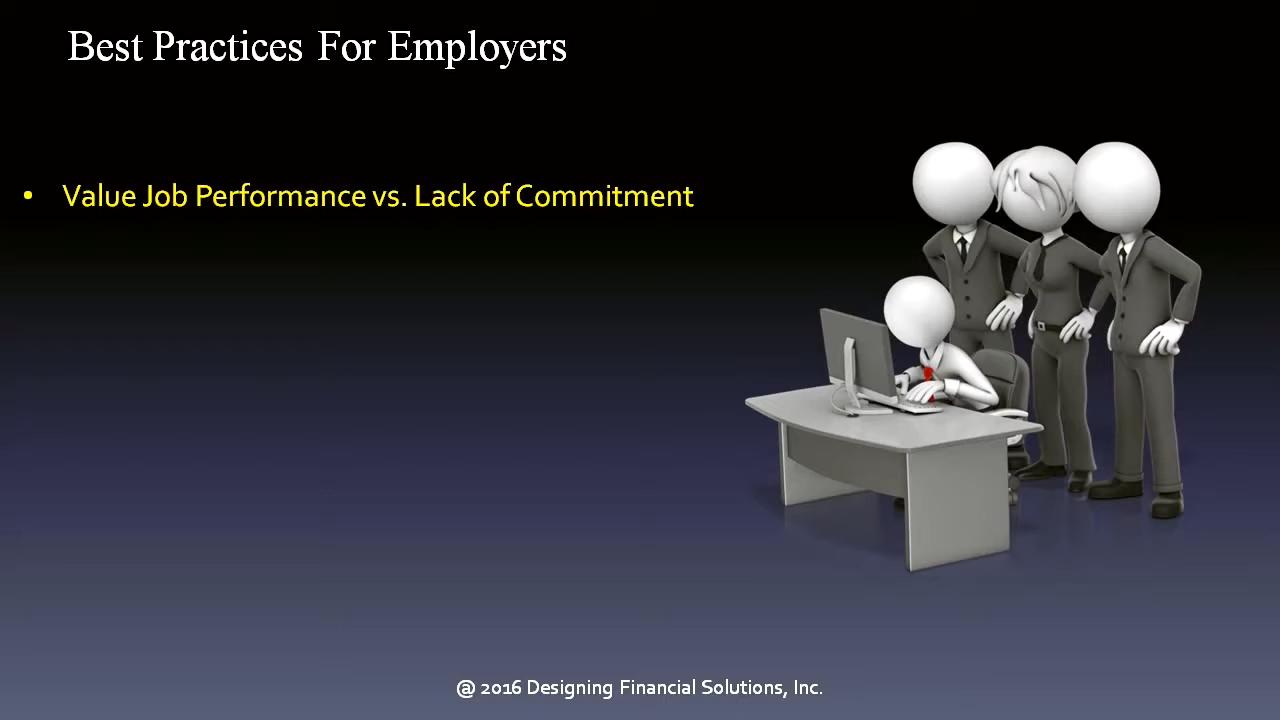 Best Practices For Employers
• Value Job Performance vs. Lack of Commitment
@ 2016 Designing Financial Solutions, Inc.